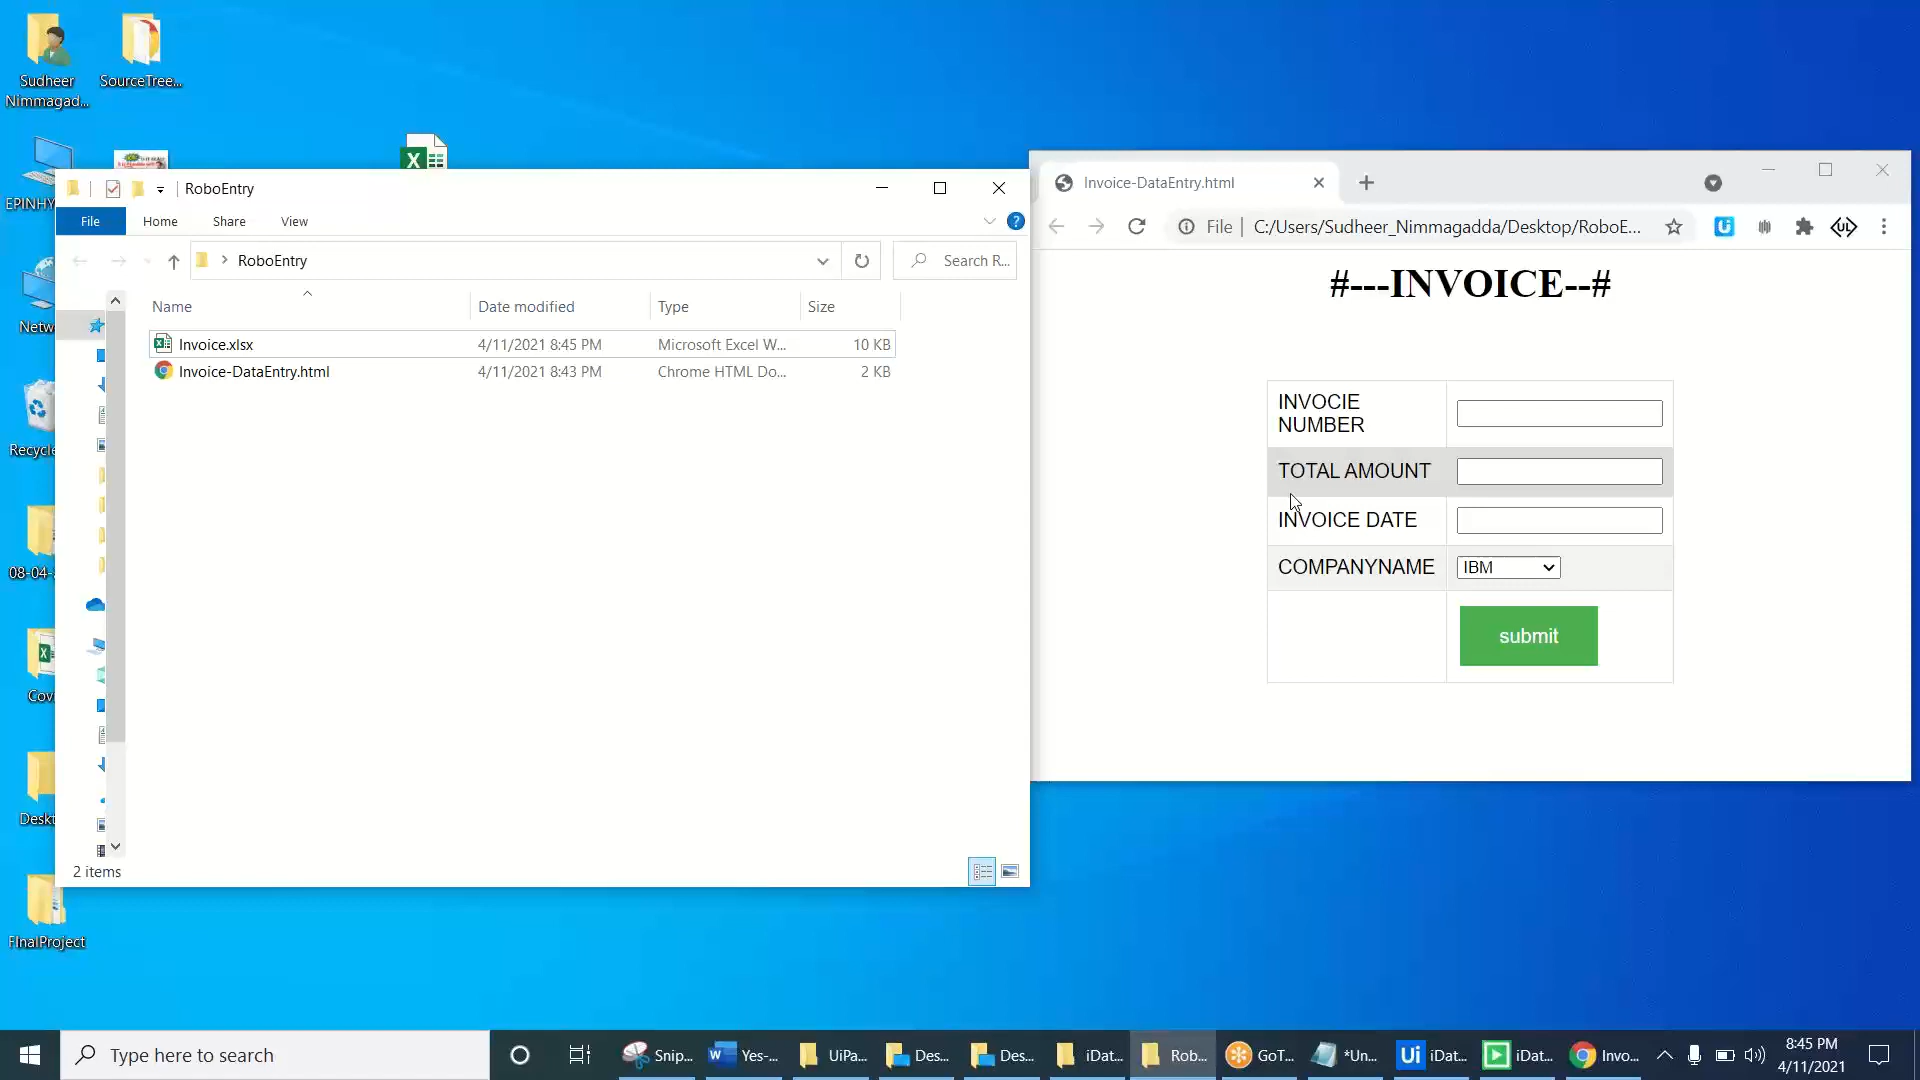 Sudheer
Nimmagad...
SourceTree...
EPINHY
Netw
Recycle
08-04-
Cov
Deskt
FInalProject
RoboEntry
File
Home
Share
View
RoboEntry
Search R...
Name
Date modified
Type
Size
Invoice.xlsx
4/11/2021 8:45 PM
Microsoft Excel W...
10 KB
Invoice-DataEntry.html
4/11/2021 8:43 PM
Chrome HTML Do...
2 KB
2 items
Invoice-DataEntry.html
File
C:/Users/Sudheer_Nimmagadda/Desktop/RoboE...
#---INVOICE--#
INVOCIE
NUMBER
TOTAL AMOUNT
INVOICE DATE
COMPANYNAME
IBM
submit
Type here to search
Snip...
Yes-...
UiPa...
Des...
Des...
iDat...
Rob...
GoT...
*Un...
iDat...
iDat...
Invo...
8:45 PM
4/11/2021